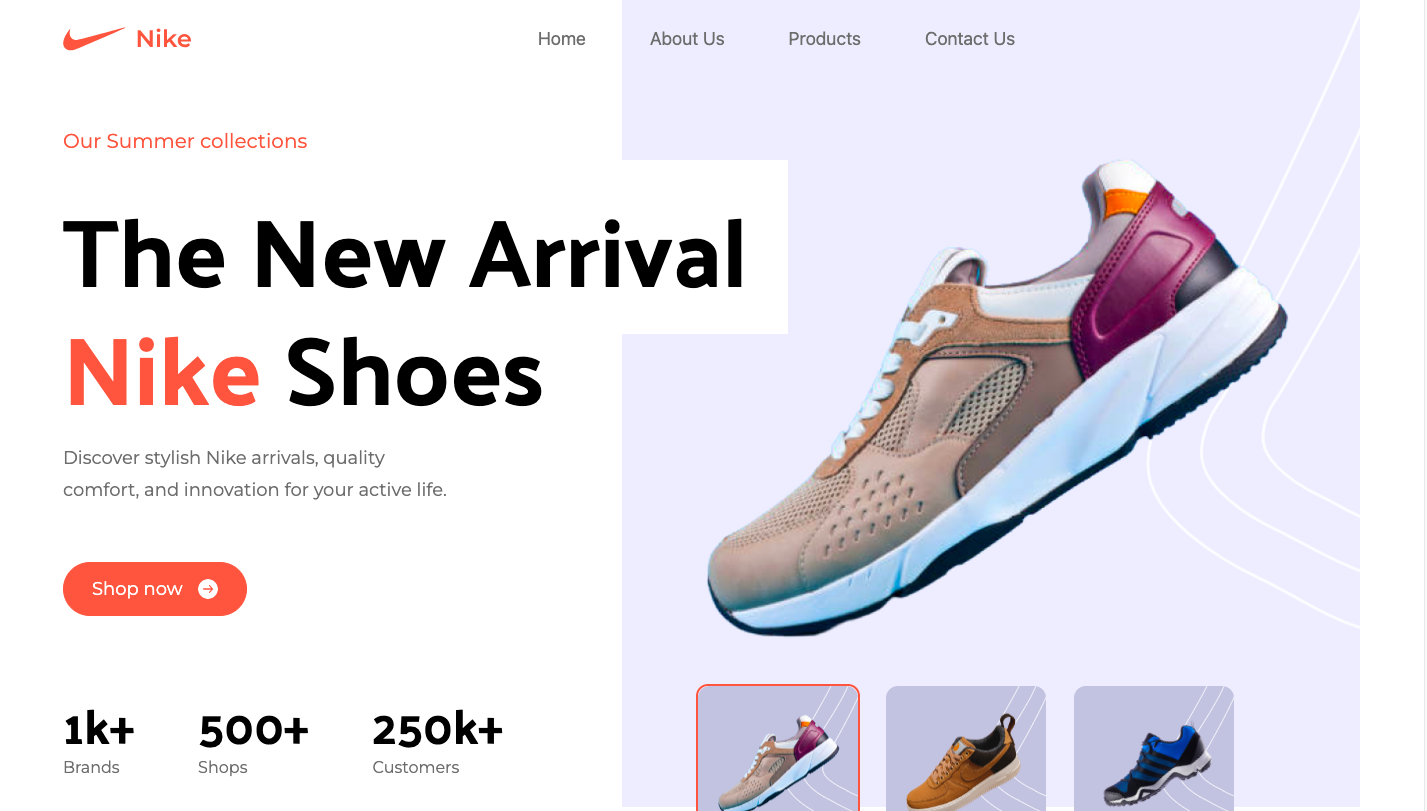 Nike
Home
About Us
Products
Contact Us
Our Summer collections
The New Arrival
Nike Shoes
Discover stylish Nike arrivals, quality
comfort, and innovation for your active life.
Shop now
1k+
Brands
500+
Shops
250k+
Customers